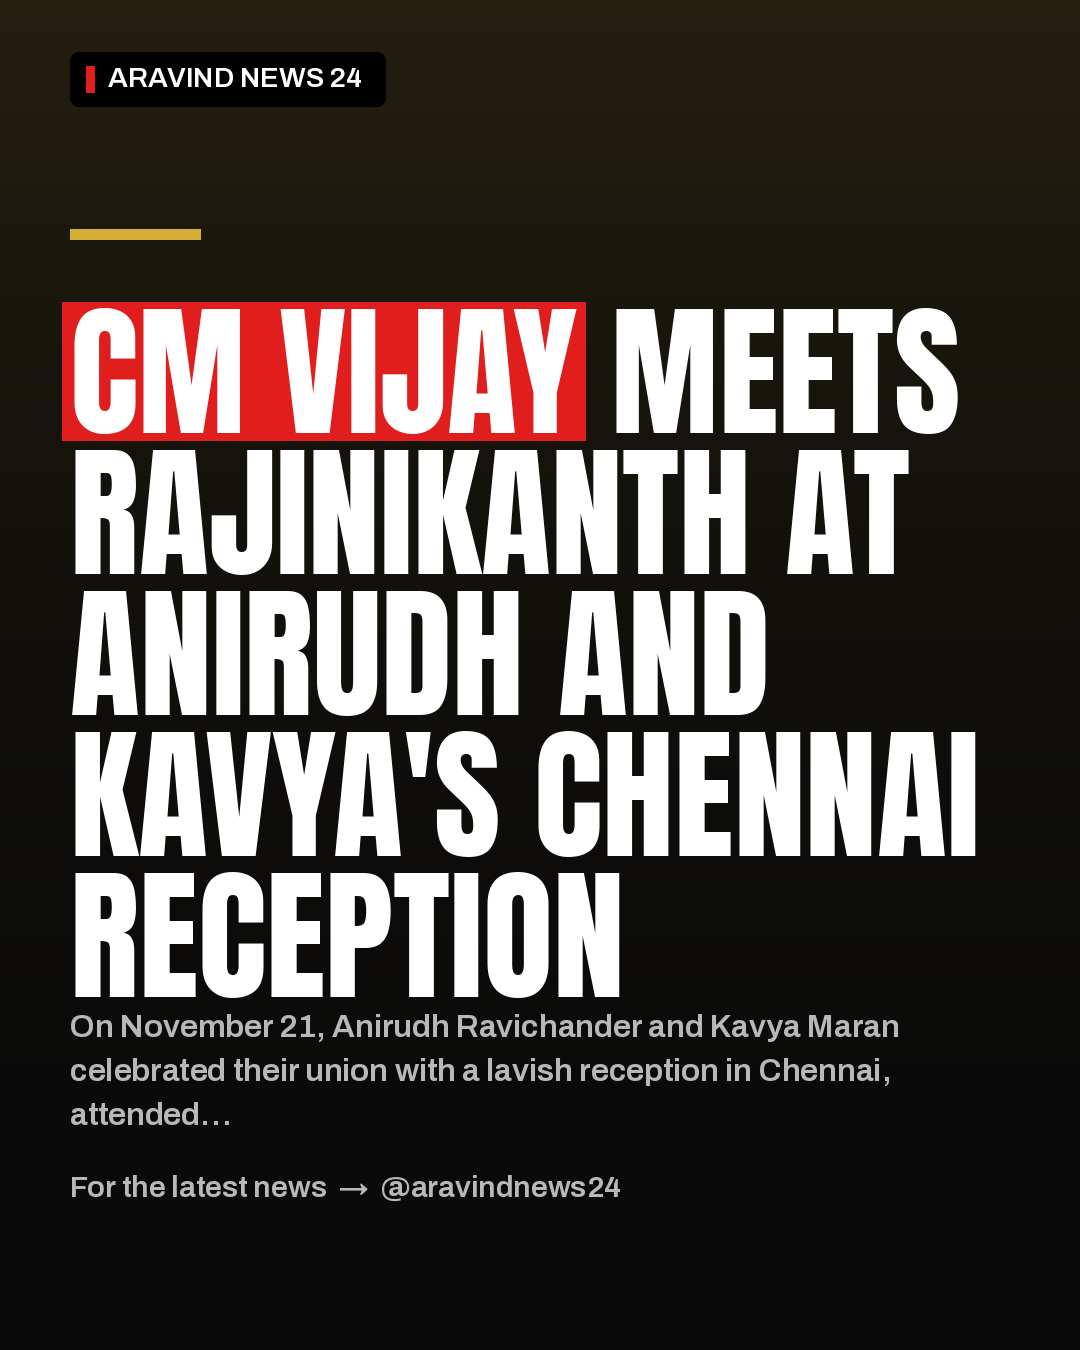 ARAVIND NEWS 24
CM VIJAY MEETS
RAJINIKANTH AT
ANIRUDH AND
KAVYA'S CHENNAI
RECEPTION
On November 21, Anirudh Ravichander and Kavya Maran
celebrated their union with a lavish reception in Chennai,
attended...
For the latest news → @aravindnews24